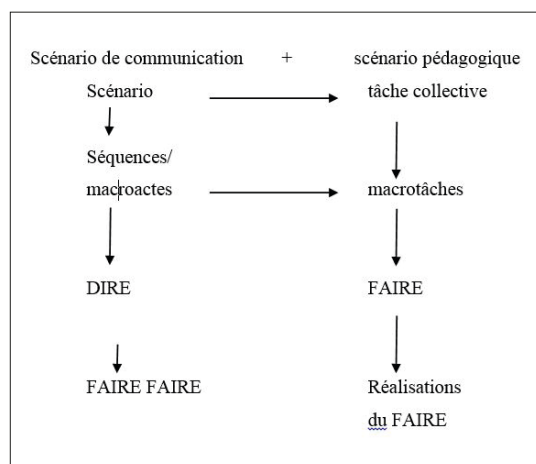 Scénario de communication + scénario pédagogique
Scénario tâche collective
Séquences/
macroactes macrotâches
DIRE FAIRE
FAIRE FAIRE Réalisations
du FAIRE